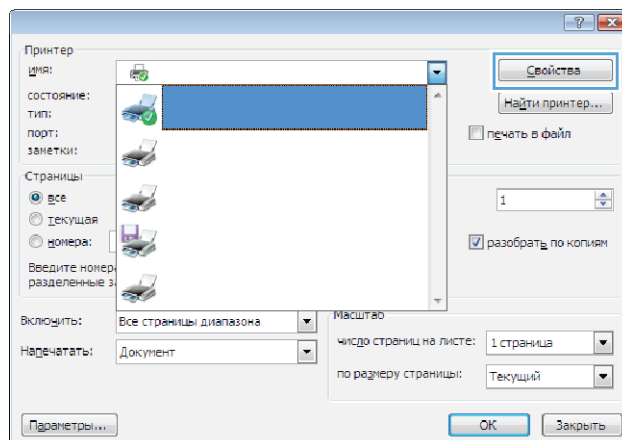 Принтер
имя:
Свойства
состояние:
Найти принтер...
тип:
порт:
печать в файл
заметки:
Страницы
все
1
текущая
номера:
разобрать по копиям
Введите номер
разделенные з
Включить:
Все страницы диапазона
Масштаб
число страниц на листе:
1 страница
Напечатать:
Документ
по размеру страницы:
Текущий
Параметры...
ОК
Закрыть